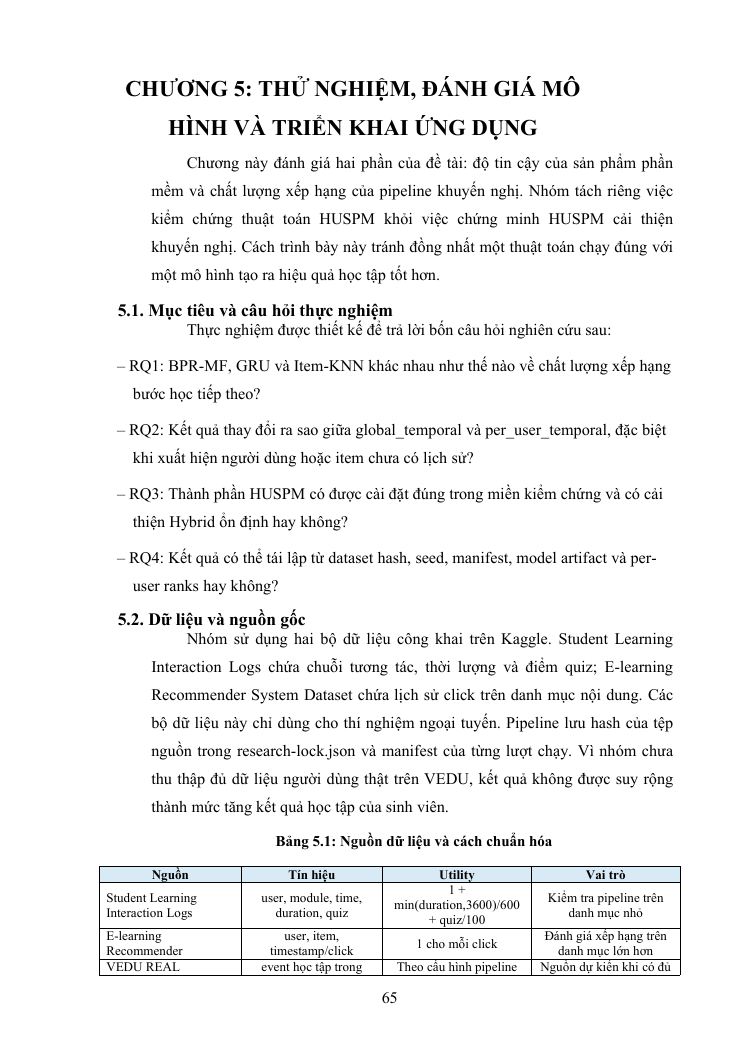 CHƯƠNG 5: THỬ NGHIỆM, ĐÁNH GIÁ MÔ
HÌNH VÀ TRIỂN KHAI ỨNG DỤNG
Chương này đánh giá hai phần của đề tài: độ tin cậy của sản phẩm phần
mềm và chất lượng xếp hạng của pipeline khuyến nghị. Nhóm tách riêng việc
kiểm chứng thuật toán HUSPM khỏi việc chứng minh HUSPM cải thiện
khuyến nghị. Cách trình bày này tránh đồng nhất một thuật toán chạy đúng với
một mô hình tạo ra hiệu quả học tập tốt hơn.
5.1. Mục tiêu và câu hỏi thực nghiệm
Thực nghiệm được thiết kế để trả lời bốn câu hỏi nghiên cứu sau:
– RQ1: BPR-MF, GRU và Item-KNN khác nhau như thế nào về chất lượng xếp hạng
bước học tiếp theo?
– RQ2: Kết quả thay đổi ra sao giữa global_temporal và per_user_temporal, đặc biệt
khi xuất hiện người dùng hoặc item chưa có lịch sử?
– RQ3: Thành phần HUSPM có được cài đặt đúng trong miền kiểm chứng và có cải
thiện Hybrid ổn định hay không?
– RQ4: Kết quả có thể tái lập từ dataset hash, seed, manifest, model artifact và per-
user ranks hay không?
5.2. Dữ liệu và nguồn gốc
Nhóm sử dụng hai bộ dữ liệu công khai trên Kaggle. Student Learning
Interaction Logs chứa chuỗi tương tác, thời lượng và điểm quiz; E-learning
Recommender System Dataset chứa lịch sử click trên danh mục nội dung. Các
bộ dữ liệu này chỉ dùng cho thí nghiệm ngoại tuyến. Pipeline lưu hash của tệp
nguồn trong research-lock.json và manifest của từng lượt chạy. Vì nhóm chưa
thu thập đủ dữ liệu người dùng thật trên VEDU, kết quả không được suy rộng
thành mức tăng kết quả học tập của sinh viên.
Bảng 5.1: Nguồn dữ liệu và cách chuẩn hóa
Nguồn Tín hiệu Utility Vai trò
Student Learning Interaction Logs user, module, time, duration, quiz 1 + min(duration,3600)/600 + quiz/100 Kiểm tra pipeline trên danh mục nhỏ
E-learning Recommender user, item, timestamp/click 1 cho mỗi click Đánh giá xếp hạng trên danh mục lớn hơn
VEDU REAL event học tập trong Theo cấu hình pipeline Nguồn dự kiến khi có đủ
65